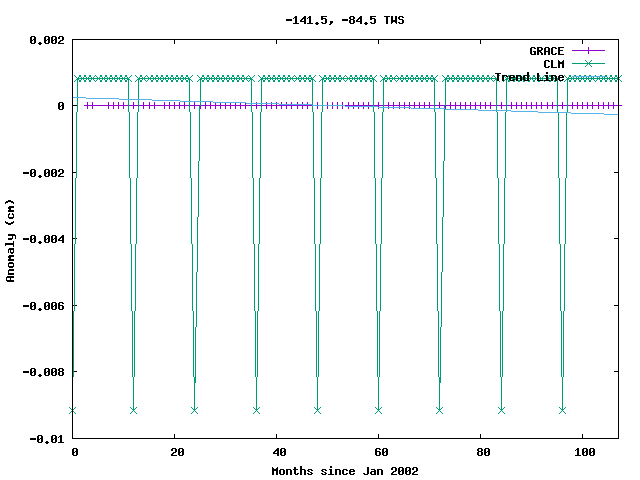 -141.5, -84.5 TWS
0.002
GRACE
CLM
Trend Line
0
-0.002
-0.004
-0.006
-0.008
-0.01
Anomaly (cm)
0 20 40 60 80 100
Months since Jan 2002